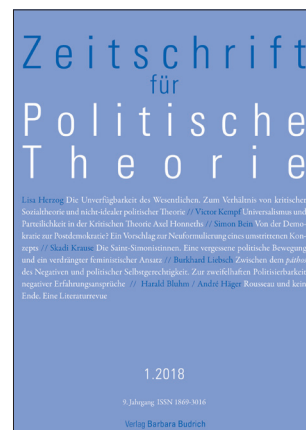 Zeitschrift
für
Politische
Theorie
Lisa Herzog Die Unverfügbarkeit des Wesentlichen. Zum Verhältnis von kritischer
Sozialtheorie und nicht-idealer politischer Theorie // Victor Kempf Universalismus und
Parteilichkeit in der Kritischen Theorie Axel Honneths // Simon Bein Von der Demo-
kratie zur Postdemokratie? Ein Vorschlag zur Neuformulierung eines umstrittenen Kon-
zepts // Skadi Krause Die Saint-Simonistinnen. Eine vergessene politische Bewegung
und ein verdrängter feministischer Ansatz // Burkhard Liebsch Zwischen dem pathos
des Negativen und politischer Selbstgerechtigkeit. Zur zweifelhaften Politisierbarkeit
negativer Erfahrungsansprüche // Harald Bluhm / André Häger Rousseau und kein
Ende. Eine Literaturrevue
1.2018
9. Jahrgang ISSN 1869-3016
Verlag Barbara Budrich